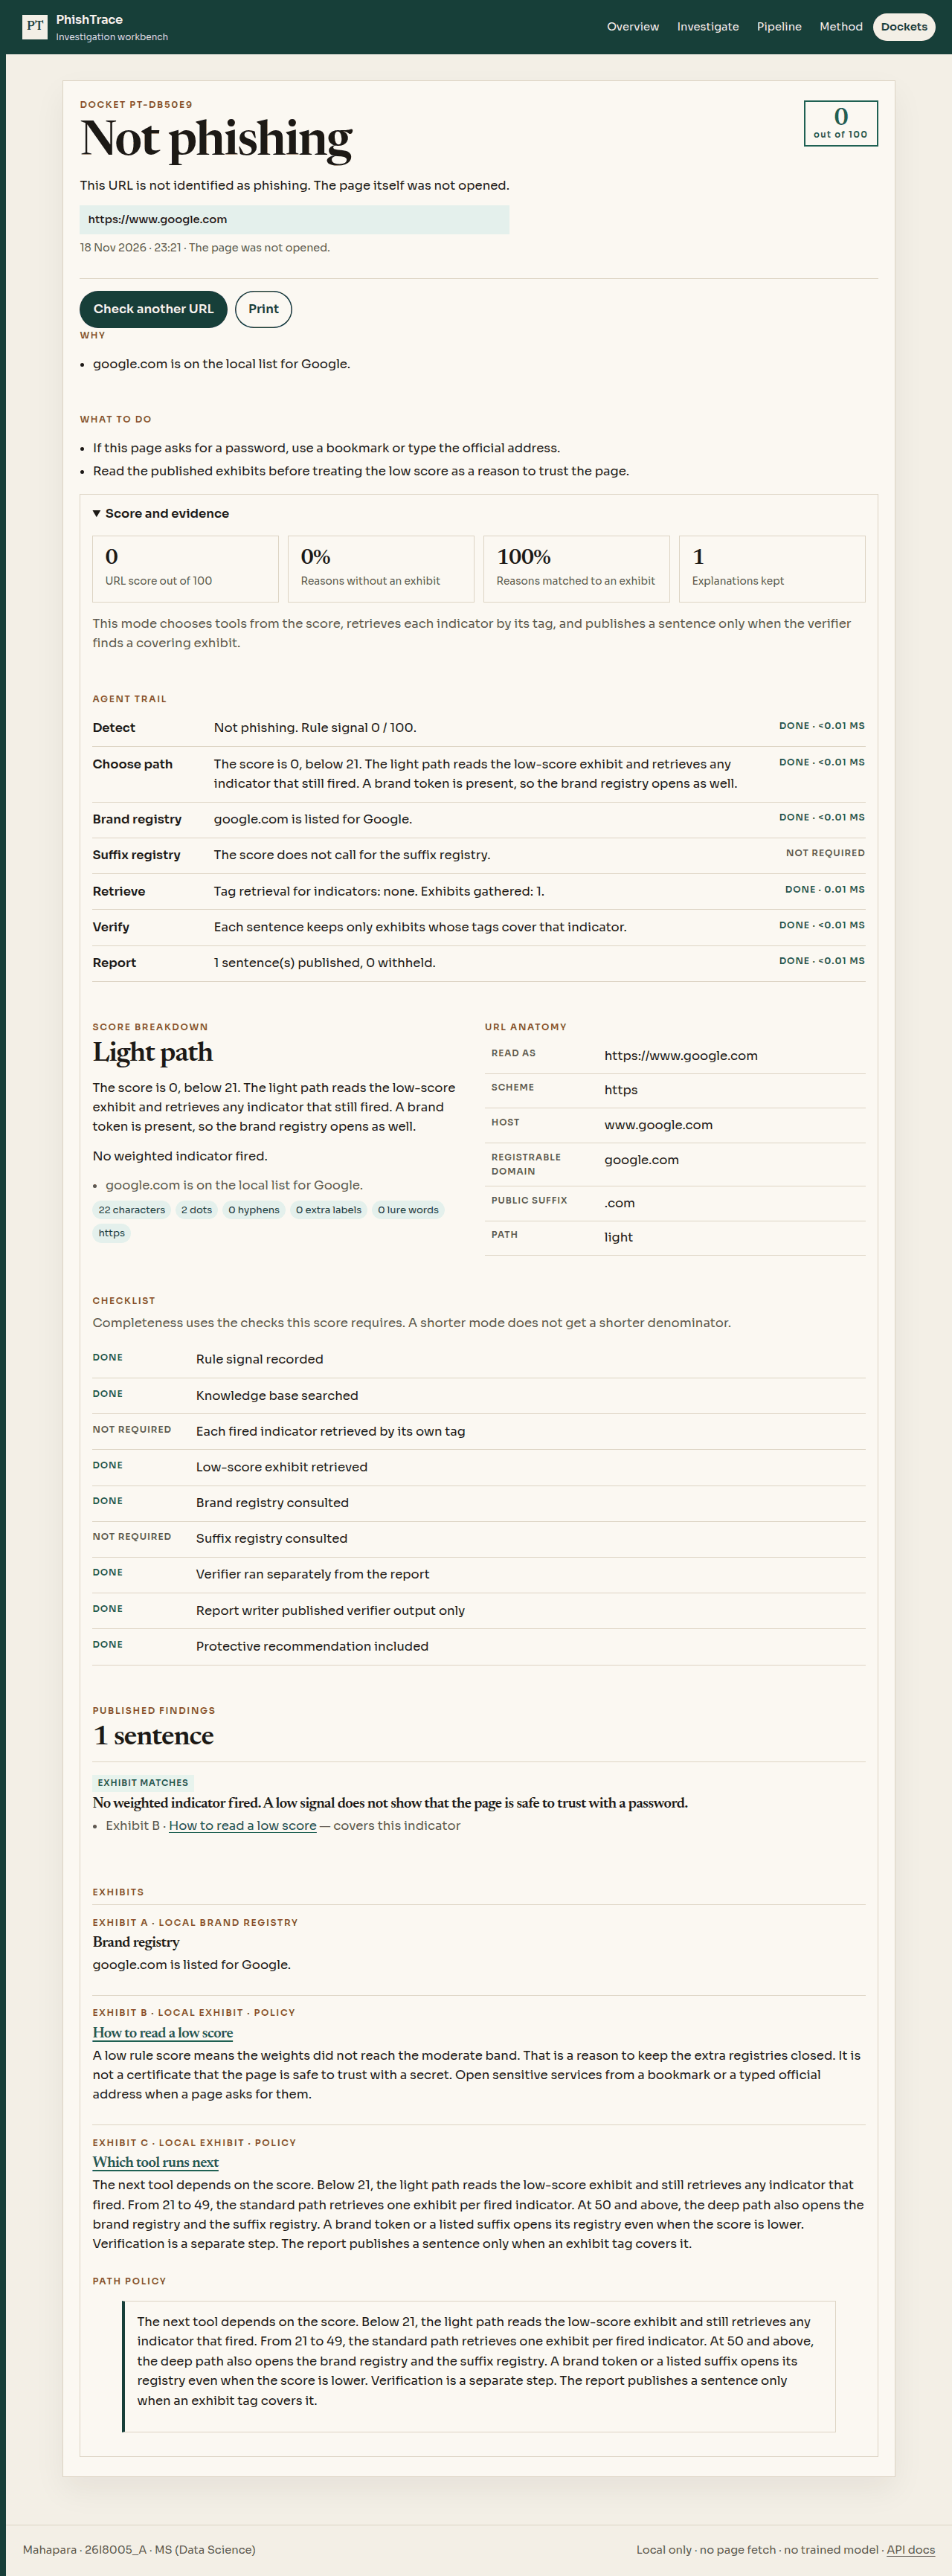 PT
PhishTrace
Investigation workbench
Overview Investigate Pipeline Method Dockets
DOCKET PT-DB50E9
Not phishing
0
out of 100
This URL is not identified as phishing. The page itself was not opened.
https://www.google.com
18 Nov 2026 · 23:21 · The page was not opened.
Check another URL Print
WHY
• google.com is on the local list for Google.
WHAT TO DO
• If this page asks for a password, use a bookmark or type the official address.
• Read the published exhibits before treating the low score as a reason to trust the page.
▼ Score and evidence
0
URL score out of 100
0%
Reasons without an exhibit
100%
Reasons matched to an exhibit
1
Explanations kept
This mode chooses tools from the score, retrieves each indicator by its tag, and publishes a sentence only when the verifier
finds a covering exhibit.
AGENT TRAIL
Detect Not phishing. Rule signal 0 / 100. DONE · <0.01 MS
Choose path The score is 0, below 21. The light path reads the low-score exhibit and retrieves any DONE · <0.01 MS
indicator that still fired. A brand token is present, so the brand registry opens as well.
Brand registry google.com is listed for Google. DONE · <0.01 MS
Suffix registry The score does not call for the suffix registry. NOT REQUIRED
Retrieve Tag retrieval for indicators: none. Exhibits gathered: 1. DONE · 0.01 MS
Verify Each sentence keeps only exhibits whose tags cover that indicator. DONE · <0.01 MS
Report 1 sentence(s) published, 0 withheld. DONE · <0.01 MS
SCORE BREAKDOWN
Light path
The score is 0, below 21. The light path reads the low-score
exhibit and retrieves any indicator that still fired. A brand
token is present, so the brand registry opens as well.
No weighted indicator fired.
• google.com is on the local list for Google.
22 characters 2 dots 0 hyphens 0 extra labels 0 lure words
https
URL ANATOMY
READ AS https://www.google.com
SCHEME https
HOST www.google.com
REGISTRABLE google.com
DOMAIN
PUBLIC SUFFIX .com
PATH light
CHECKLIST
Completeness uses the checks this score requires. A shorter mode does not get a shorter denominator.
DONE Rule signal recorded
DONE Knowledge base searched
NOT REQUIRED Each fired indicator retrieved by its own tag
DONE Low-score exhibit retrieved
DONE Brand registry consulted
NOT REQUIRED Suffix registry consulted
DONE Verifier ran separately from the report
DONE Report writer published verifier output only
DONE Protective recommendation included
PUBLISHED FINDINGS
1 sentence
EXHIBIT MATCHES
No weighted indicator fired. A low signal does not show that the page is safe to trust with a password.
• Exhibit B · How to read a low score — covers this indicator
EXHIBITS
EXHIBIT A · LOCAL BRAND REGISTRY
Brand registry
google.com is listed for Google.
EXHIBIT B · LOCAL EXHIBIT · POLICY
How to read a low score
A low rule score means the weights did not reach the moderate band. That is a reason to keep the extra registries closed. It is
not a certificate that the page is safe to trust with a secret. Open sensitive services from a bookmark or a typed official
address when a page asks for them.
EXHIBIT C · LOCAL EXHIBIT · POLICY
Which tool runs next
The next tool depends on the score. Below 21, the light path reads the low-score exhibit and still retrieves any indicator that
fired. From 21 to 49, the standard path retrieves one exhibit per fired indicator. At 50 and above, the deep path also opens the
brand registry and the suffix registry. A brand token or a listed suffix opens its registry even when the score is lower.
Verification is a separate step. The report publishes a sentence only when an exhibit tag covers it.
PATH POLICY
The next tool depends on the score. Below 21, the light path reads the low-score exhibit and still retrieves any
indicator that fired. From 21 to 49, the standard path retrieves one exhibit per fired indicator. At 50 and above,
the deep path also opens the brand registry and the suffix registry. A brand token or a listed suffix opens its
registry even when the score is lower. Verification is a separate step. The report publishes a sentence only
when an exhibit tag covers it.
Mahapara · 26I8005_A · MS (Data Science)
Local only · no page fetch · no trained model · API docs